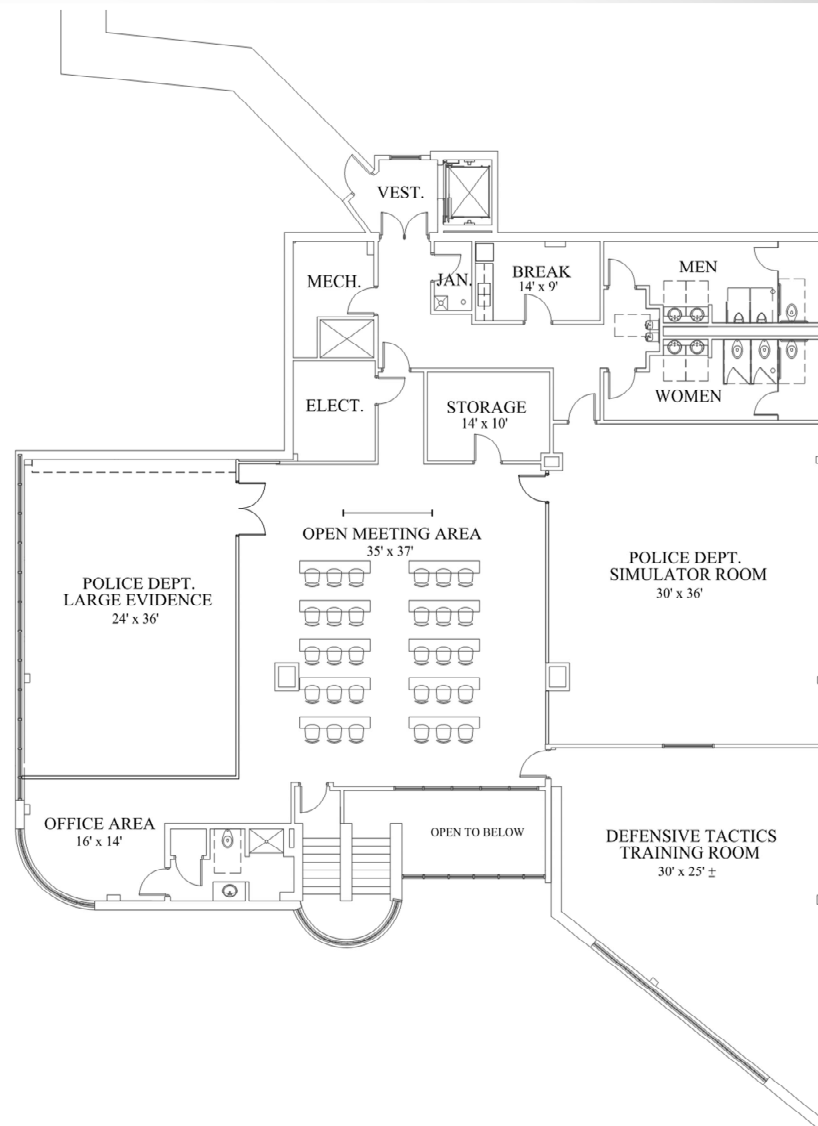 VEST.
MECH.
JAN.
BREAK
14' x 9'
MEN
ELECT.
STORAGE
14' x 10'
WOMEN
OPEN MEETING AREA
35' x 37'
POLICE DEPT.
LARGE EVIDENCE
24' x 36'
POLICE DEPT.
SIMULATOR ROOM
30' x 36'
OFFICE AREA
16' x 14'
OPEN TO BELOW
DEFENSIVE TACTICS
TRAINING ROOM
30' x 25' ±